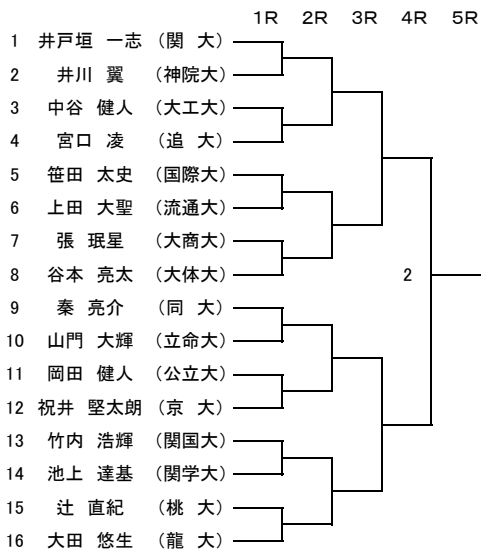 1R 2R 3R 4R 5R
1 井戸垣 一志 (関 大)
2 井川 翼 (神院大)
3 中谷 健人 (大工大)
4 宮口 凌 (追 大)
5 笹田 太史 (国際大)
6 上田 大聖 (流通大)
7 張 珉星 (大商大)
8 谷本 亮太 (大体大) 2
9 秦 亮介 (同 大)
10 山門 大輝 (立命大)
11 岡田 健人 (公立大)
12 祝井 堅太朗 (京 大)
13 竹内 浩輝 (関国大)
14 池上 達基 (関学大)
15 辻 直紀 (桃 大)
16 大田 悠生 (龍 大)